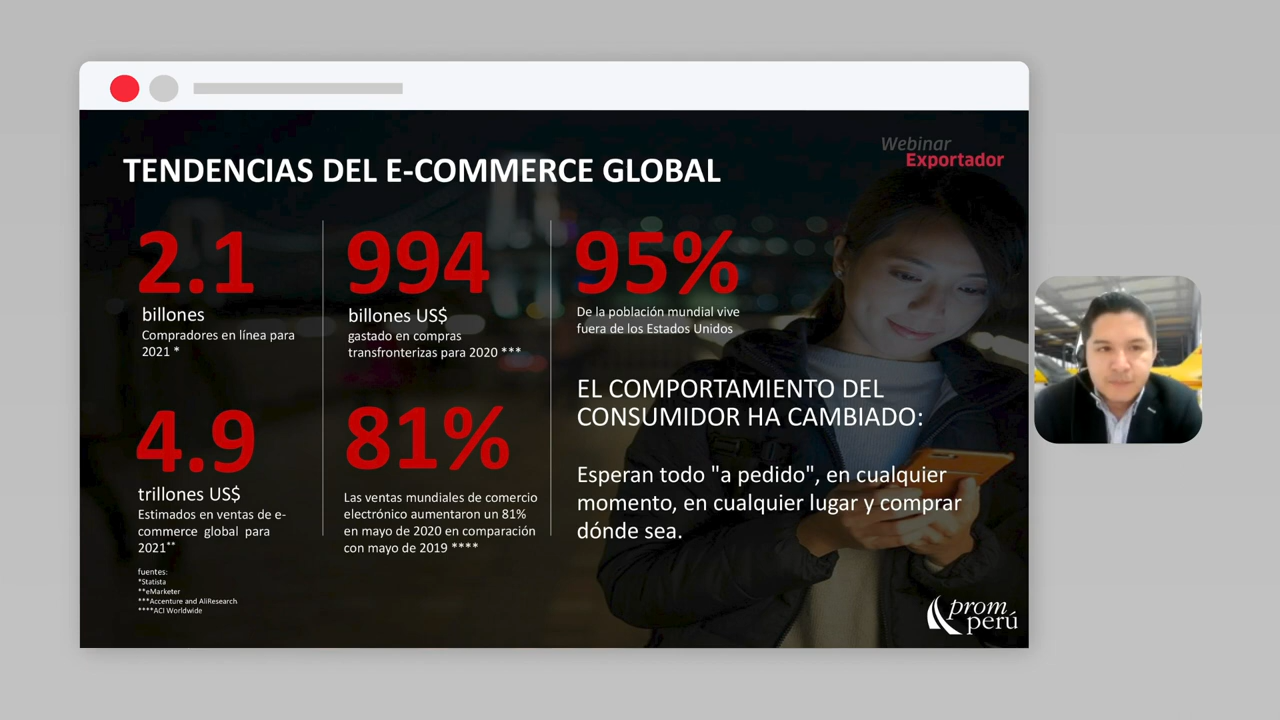 Webinar
Exportador
TENDENCIAS DEL E-COMMERCE GLOBAL
2.1
billones
Compradores en línea para
2021 *
4.9
trillones US$
Estimados en ventas de e-
commerce global para
2021**
994
billones US$
gastado en compras
transfronterizas para 2020 ***
81%
Las ventas mundiales de comercio
electrónico aumentaron un 81%
en mayo de 2020 en comparación
con mayo de 2019 ****
95%
De la población mundial vive
fuera de los Estados Unidos
EL COMPORTAMIENTO DEL
CONSUMIDOR HA CAMBIADO:
Esperan todo "a pedido", en cualquier
momento, en cualquier lugar y comprar
dónde sea.
fuentes:
*Statista
**eMarketer
***Accenture and AliResearch
****ACI Worldwide
prom
perú